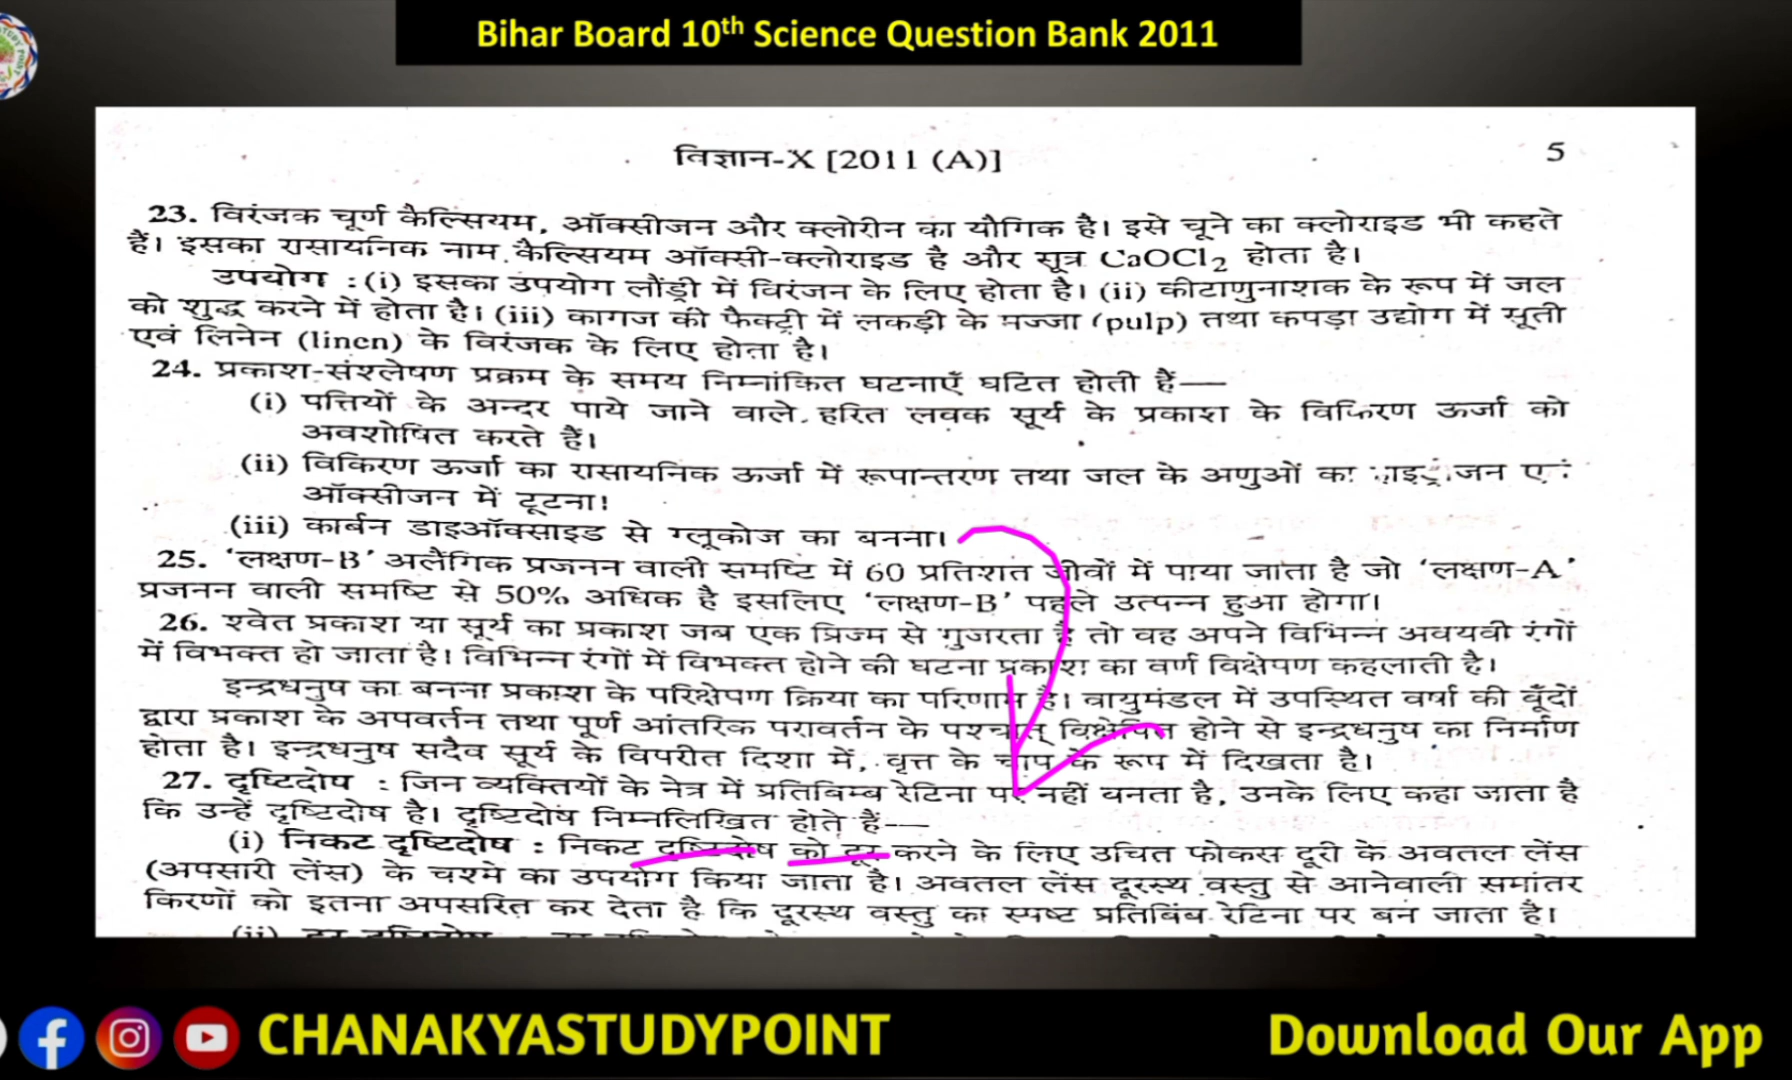 Bihar Board 10th Science Question Bank 2011
विज्ञान-X [2011 (A)]
5
23. विरंजक चूर्ण कैल्सियम, ऑक्सीजन और क्लोरीन का यौगिक है। इसे चूने का क्लोराइड भी कहते
हैं। इसका रासायनिक नाम कैल्सियम ऑक्सी-क्लोराइड है और सूत्र CaOCl₂ होता है।
उपयोग : (i) इसका उपयोग लौंड्री में विरंजन के लिए होता है। (ii) कीटाणुनाशक के रूप में जल
को शुद्ध करने में होता है। (iii) कागज की फैक्ट्री में लकड़ी के मज्जा (pulp) तथा कपड़ा उद्योग में सूती
एवं लिनेन (linen) के विरंजक के लिए होता है।
24. प्रकाश-संश्लेषण प्रक्रम के समय निम्नांकित घटनाएँ घटित होती हैं—
(i) पत्तियों के अन्दर पाये जाने वाले हरित लवक सूर्य के प्रकाश के विकिरण ऊर्जा को
अवशोषित करते हैं।
(ii) विकिरण ऊर्जा का रासायनिक ऊर्जा में रूपान्तरण तथा जल के अणुओं का
ऑक्सीजन में टूटना।
(iii) कार्बन डाइऑक्साइड से ग्लूकोज का बनना।
25. ‘लक्षण-B’ अलैंगिक प्रजनन वाली समष्टि में 60 प्रतिशत जीवों में पाया जाता है जो ‘लक्षण-A’
प्रजनन वाली समष्टि से 50% अधिक है इसलिए ‘लक्षण-B’ पहले उत्पन्न हुआ होगा।
26. श्वेत प्रकाश या सूर्य का प्रकाश जब एक प्रिज्म से गुजरता है तो वह अपने विभिन्न अवयवी रंगों
में विभक्त हो जाता है। विभिन्न रंगों में विभक्त होने की घटना प्रकाश का वर्ण विक्षेपण कहलाती है।
इन्द्रधनुष का बनना प्रकाश के परिक्षेपण क्रिया का परिणाम है। वायुमंडल में उपस्थित वर्षा की बूँदों
द्वारा प्रकाश के अपवर्तन तथा पूर्ण आंतरिक परावर्तन के पश्चात् विक्षेपित होने से इन्द्रधनुष का निर्माण
होता है। इन्द्रधनुष सदैव सूर्य के विपरीत दिशा में, वृत्त के चाप के रूप में दिखता है।
27. दृष्टिदोष : जिन व्यक्तियों के नेत्र में प्रतिबिम्ब रेटिना पर नहीं बनता है, उनके लिए कहा जाता है
कि उन्हें दृष्टिदोष है। दृष्टिदोष निम्नलिखित होते हैं—
(i) निकट दृष्टिदोष : निकट दृष्टिदोष को दूर करने के लिए उचित फोकस दूरी के अवतल लेंस
(अपसारी लेंस) के चश्मे का उपयोग किया जाता है। अवतल लेंस दूरस्थ वस्तु से आनेवाली समांतर
किरणों को इतना अपसरित कर देता है कि दूरस्थ वस्तु का स्पष्ट प्रतिबिंब रेटिना पर बन जाता है।
CHANAKYASTUDYPOINT
Download Our App